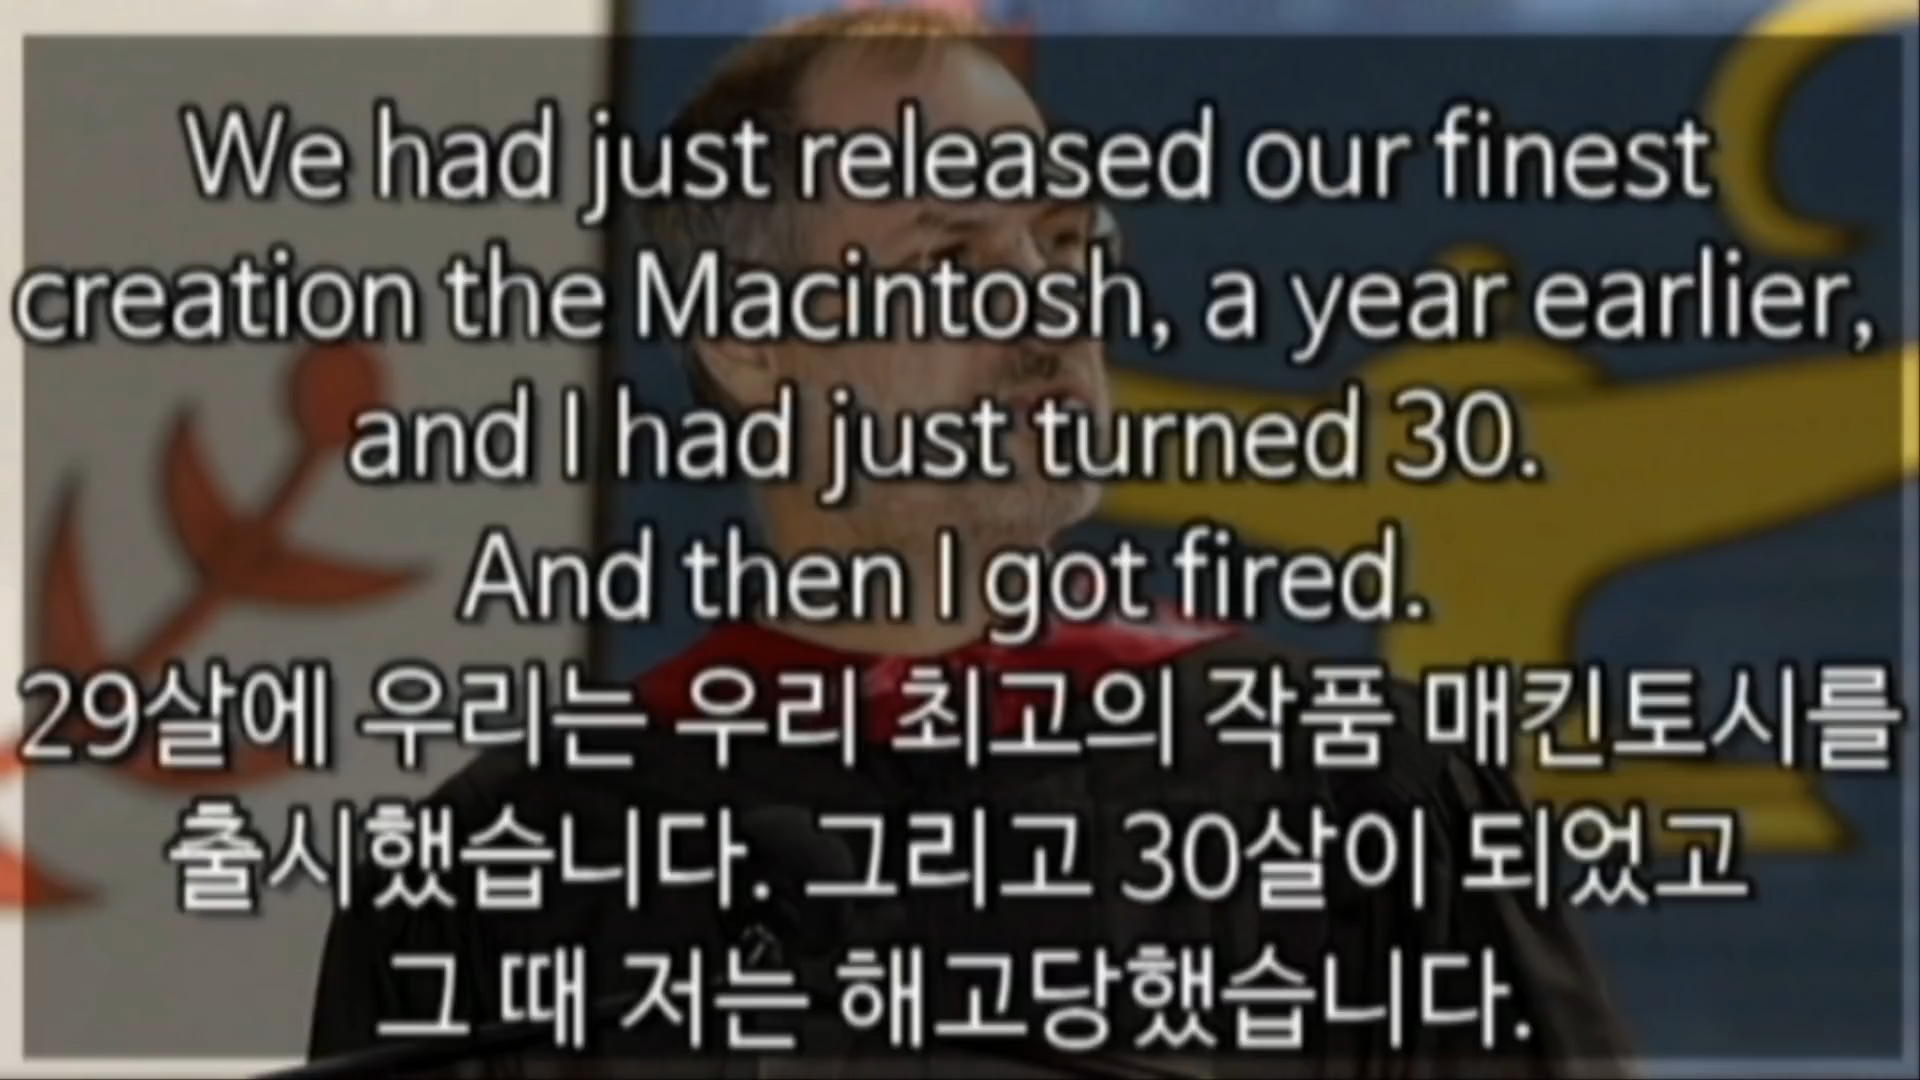 We had just released our finest
creation the Macintosh, a year earlier,
and I had just turned 30.
And then I got fired.
29살에 우리는 우리 최고의 작품 매킨토시를
출시했습니다. 그리고 30살이 되었고
그 때 저는 해고당했습니다.